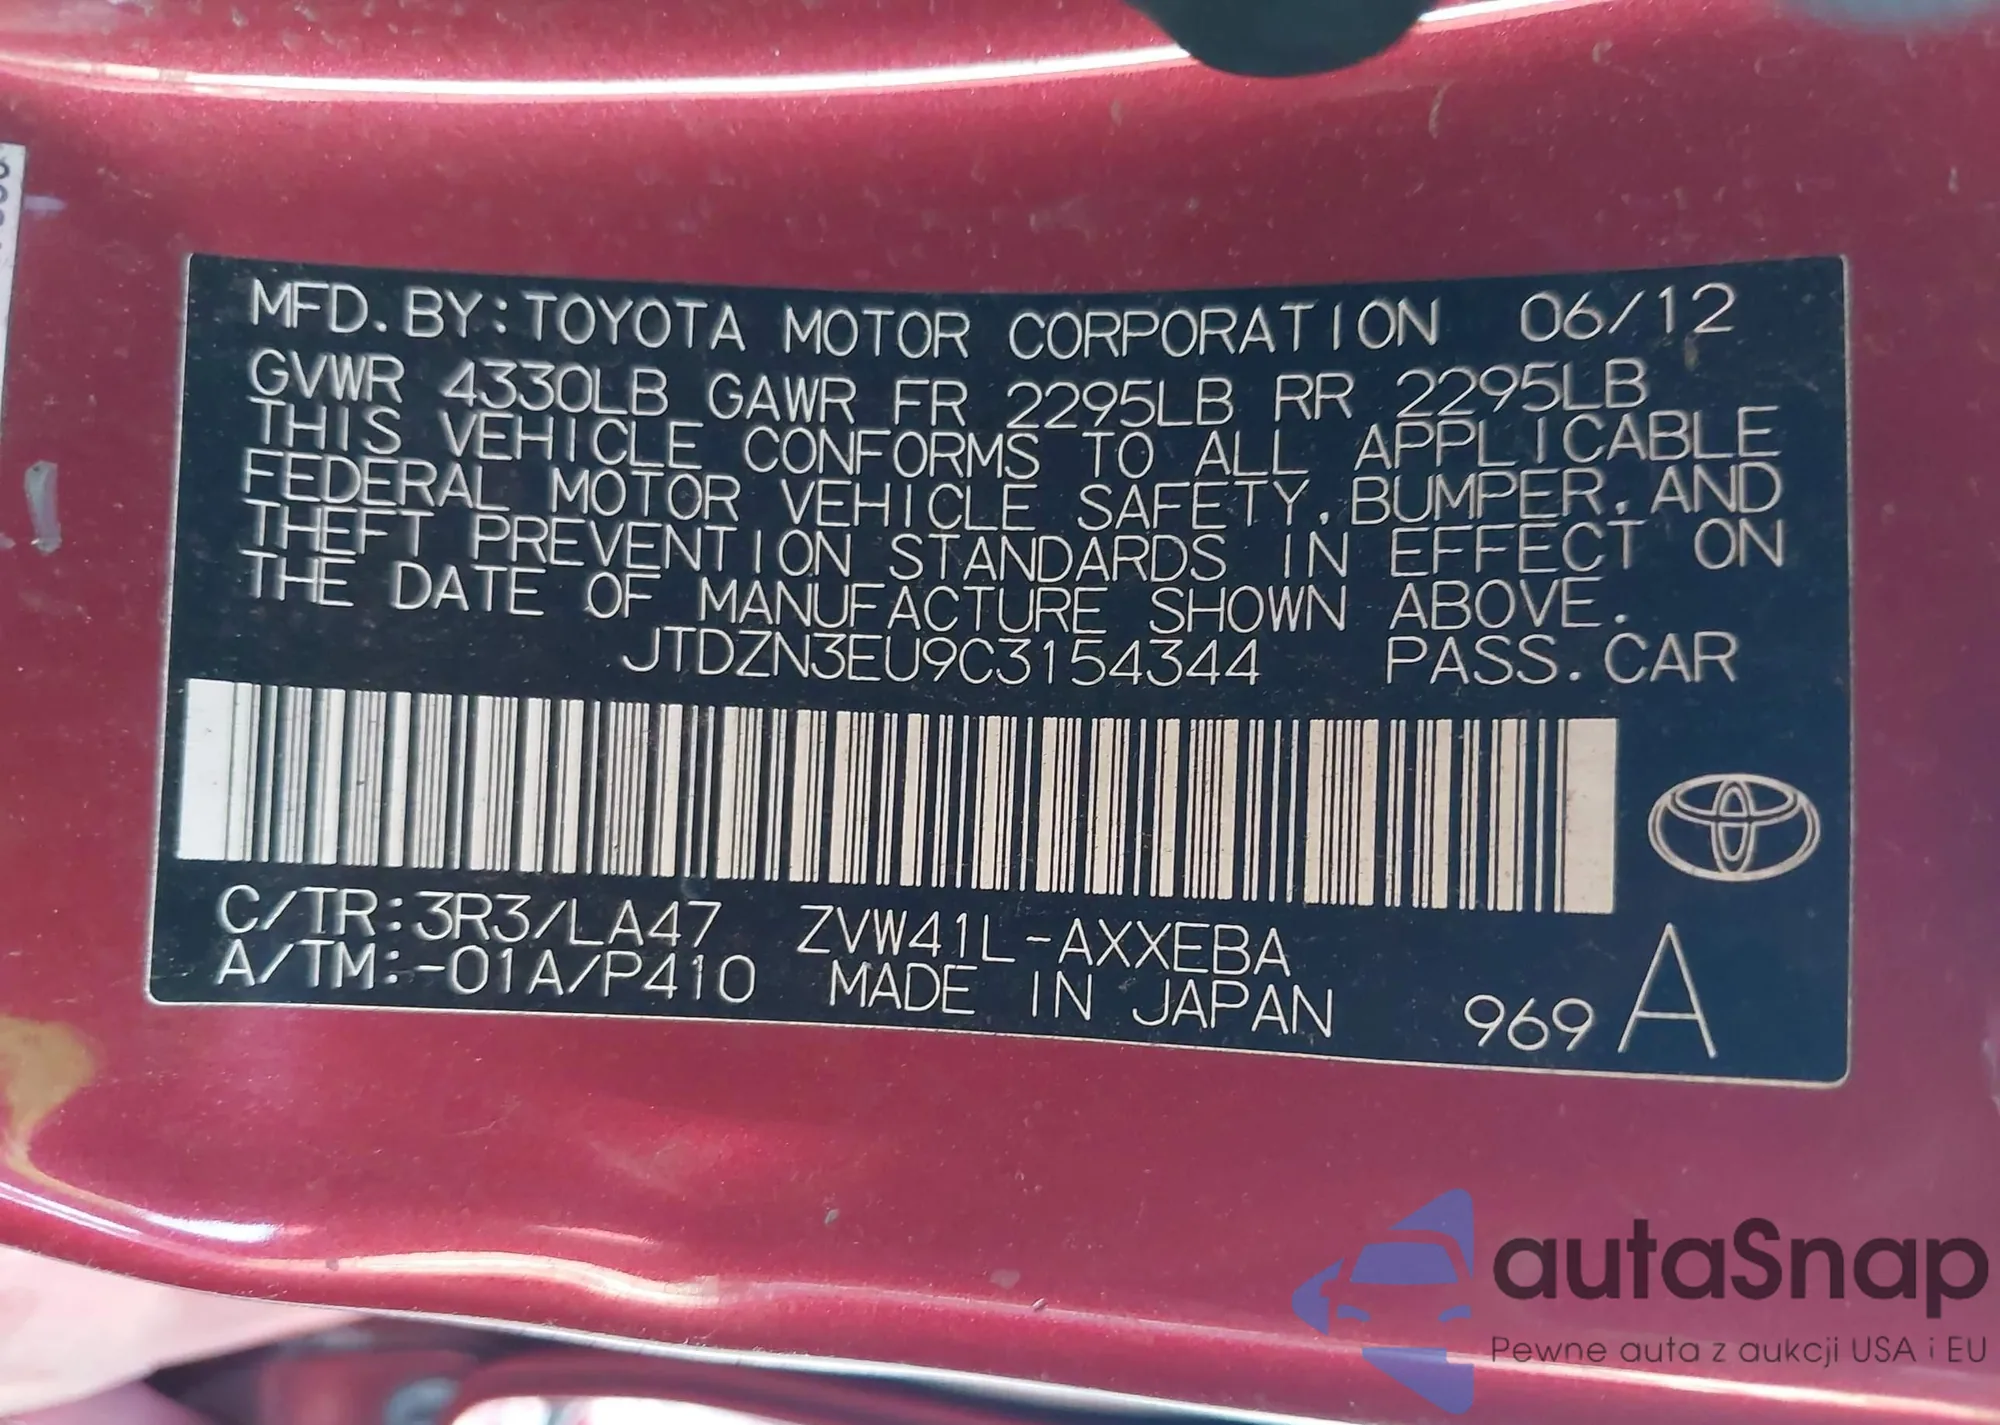 MFD. BY: TOYOTA MOTOR CORPORATION 06/12
GVWR 4330LB GAWR FR 2295LB RR 2295LB
THIS VEHICLE CONFORMS TO ALL APPLICABLE
FEDERAL MOTOR VEHICLE SAFETY, BUMPER, AND
THEFT PREVENTION STANDARDS IN EFFECT ON
THE DATE OF MANUFACTURE SHOWN ABOVE.
JTDZN3EU9C3154344 PASS. CAR
C/TR: 3R3/LA47 ZVW41L-AXXEBA
A/TM: -01A/P410 MADE IN JAPAN 969 A
autaSnap
Pewne auta z aukcji USA i EU